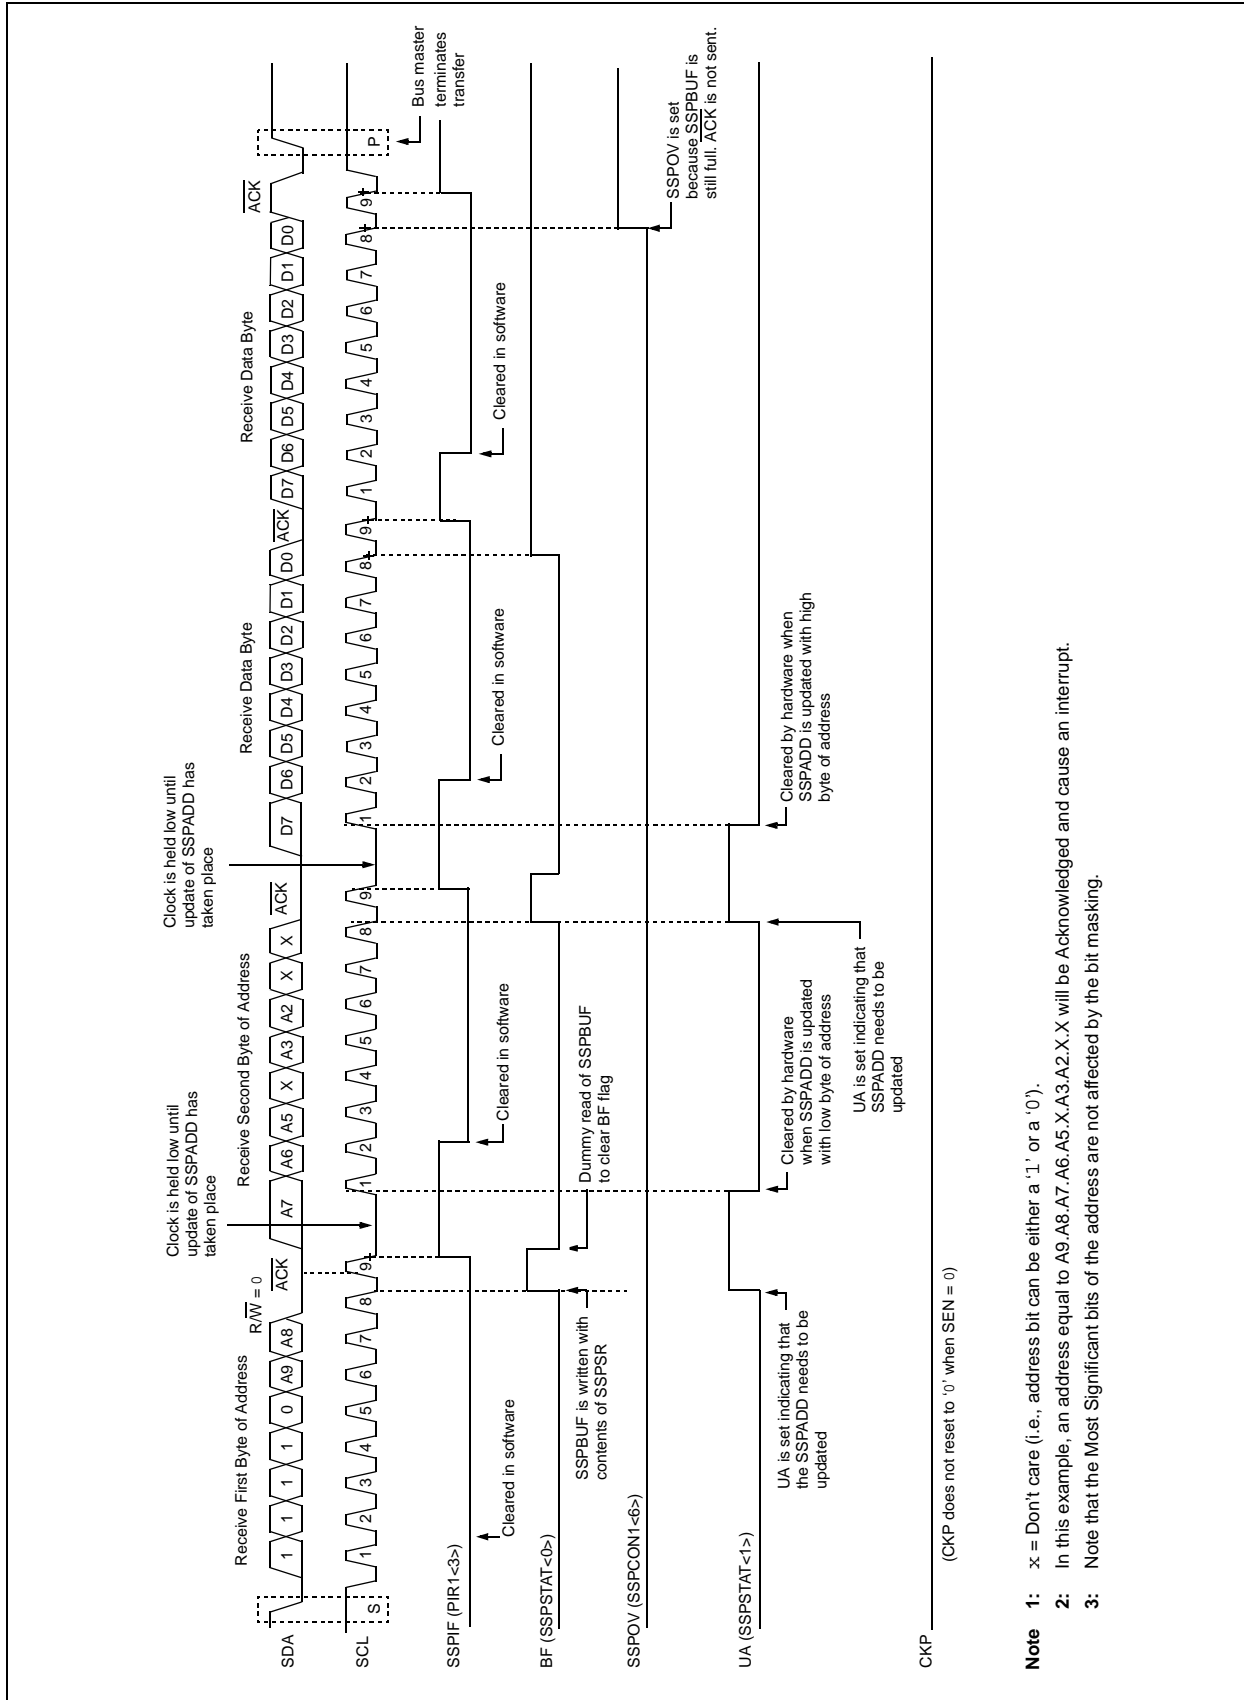 Clock is held low until
update of SSPADD has
taken place
Clock is held low until
update of SSPADD has
taken place
Receive First Byte of Address
R/W = 0
ACK
Receive Second Byte of Address
ACK
Receive Data Byte
ACK
Receive Data Byte
ACK
SDA
1 1 1 1 0 A9 A8 A7 A6 A5 X A3 A2 X X D7 D6 D5 D4 D3 D2 D1 D0 D7 D6 D5 D4 D3 D2 D1 D0
SCL
S 1 2 3 4 5 6 7 8 9 1 2 3 4 5 6 7 8 9 1 2 3 4 5 6 7 8 9 1 2 3 4 5 6 7 8 9 P
Bus master
terminates
transfer
SSPIF (PIR1<3>)
Cleared in software
Cleared in software
Cleared in software
Cleared in software
BF (SSPSTAT<0>)
SSPBUF is written with
contents of SSPSR
Dummy read of SSPBUF
to clear BF flag
SSPOV (SSPCON1<6>)
SSPOV is set
because SSPBUF is
still full. ACK is not sent.
UA (SSPSTAT<1>)
UA is set indicating that
the SSPADD needs to be
updated
Cleared by hardware
when SSPADD is updated
with low byte of address
UA is set indicating that
SSPADD needs to be
updated
Cleared by hardware when
SSPADD is updated with high
byte of address
CKP
(CKP does not reset to ‘0’ when SEN = 0)
Note 1: x = Don't care (i.e., address bit can be either a ‘1’ or a ‘0’).
2: In this example, an address equal to A9.A8.A7.A6.A5.X.A3.A2.X.X will be Acknowledged and cause an interrupt.
3: Note that the Most Significant bits of the address are not affected by the bit masking.